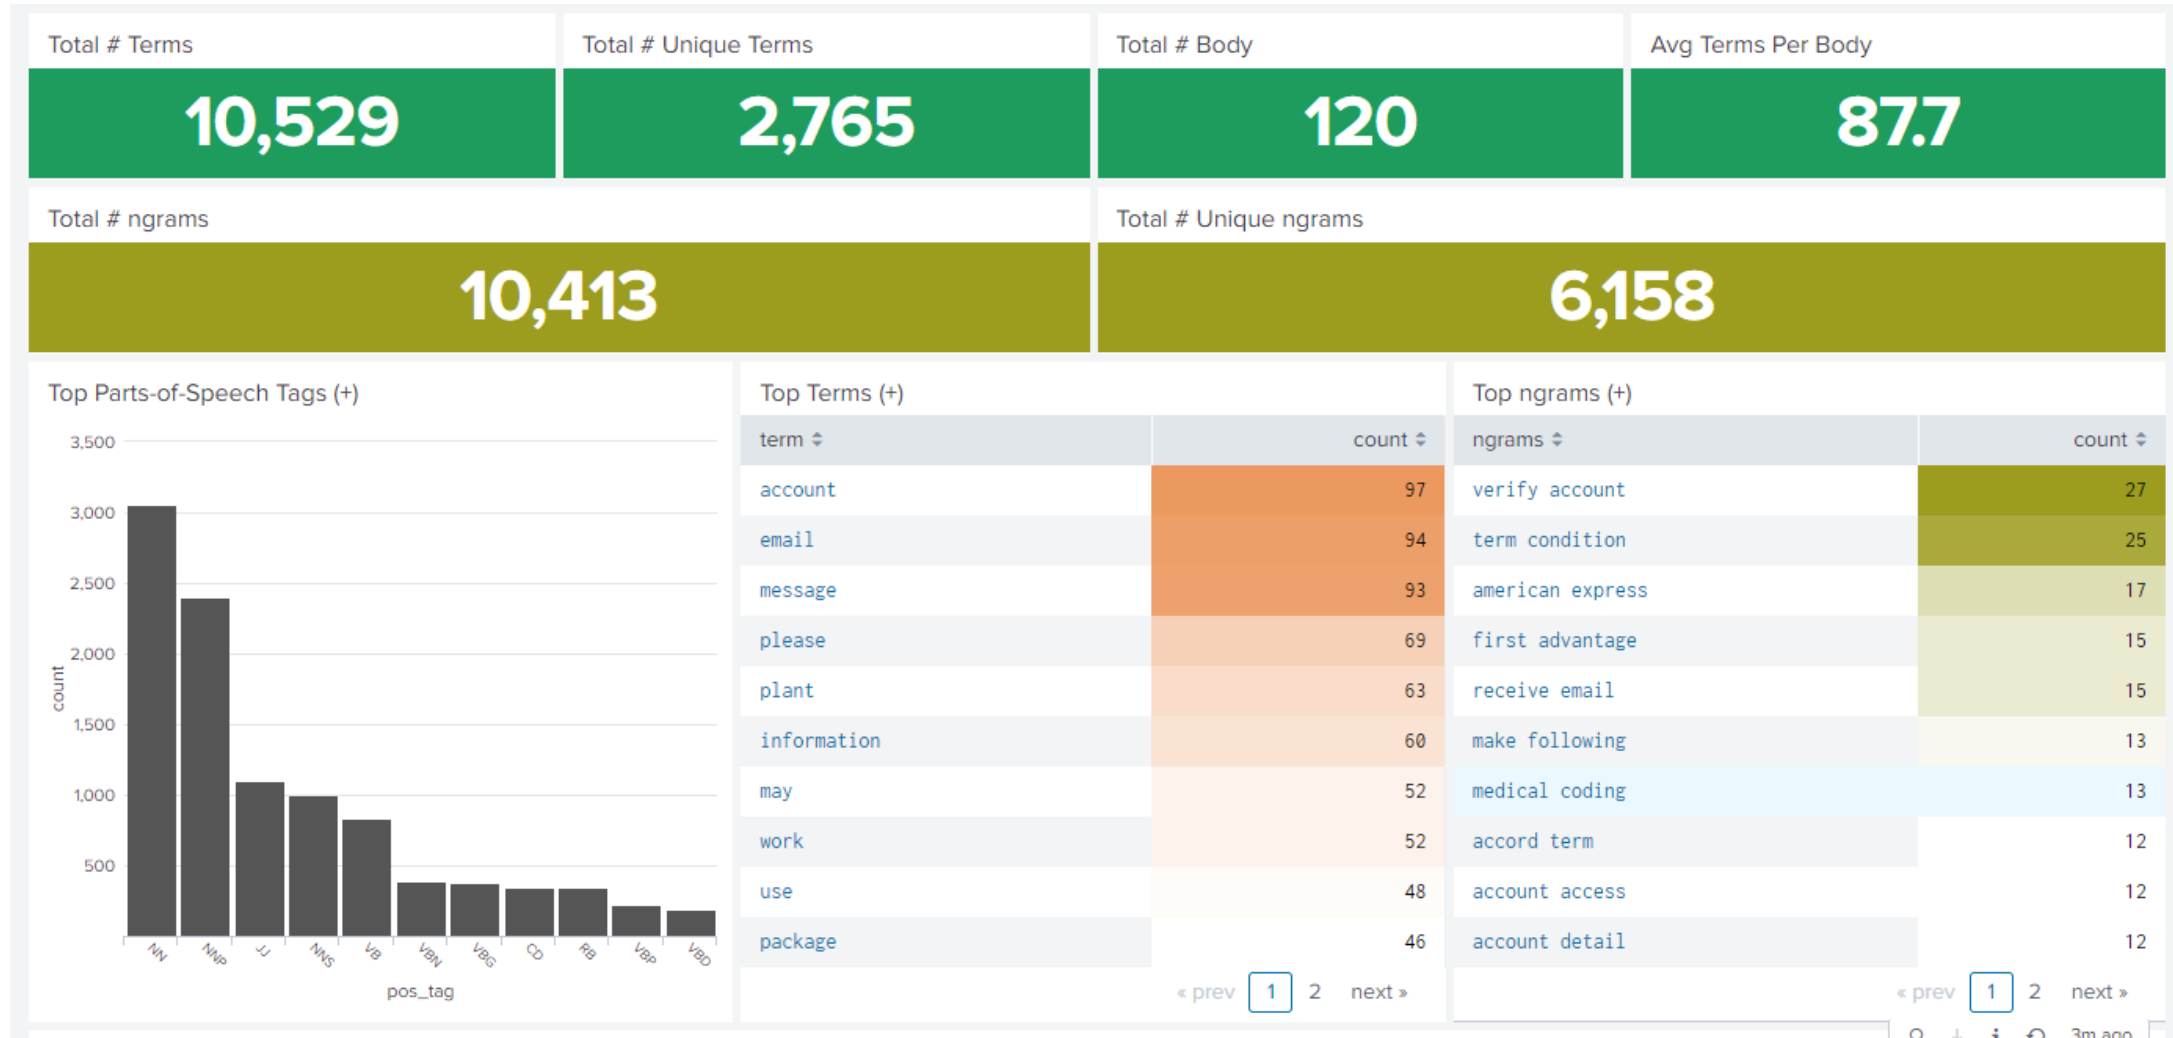 Total # Terms
10,529
Total # Unique Terms
2,765
Total # Body
120
Avg Terms Per Body
87.7
Total # ngrams
10,413
Total # Unique ngrams
6,158
Top Parts-of-Speech Tags (+)
3,500
3,000
2,500
2,000
1,500
1,000
500
count
NN NNP JJ NNS VB VBN VBG CD RB VBP VBD
pos_tag
Top Terms (+)
term count
account 97
email 94
message 93
please 69
plant 63
information 60
may 52
work 52
use 48
package 46
« prev 1 2 next »
Top ngrams (+)
ngrams count
verify account 27
term condition 25
american express 17
first advantage 15
receive email 15
make following 13
medical coding 13
accord term 12
account access 12
account detail 12
« prev 1 2 next »
3m ago